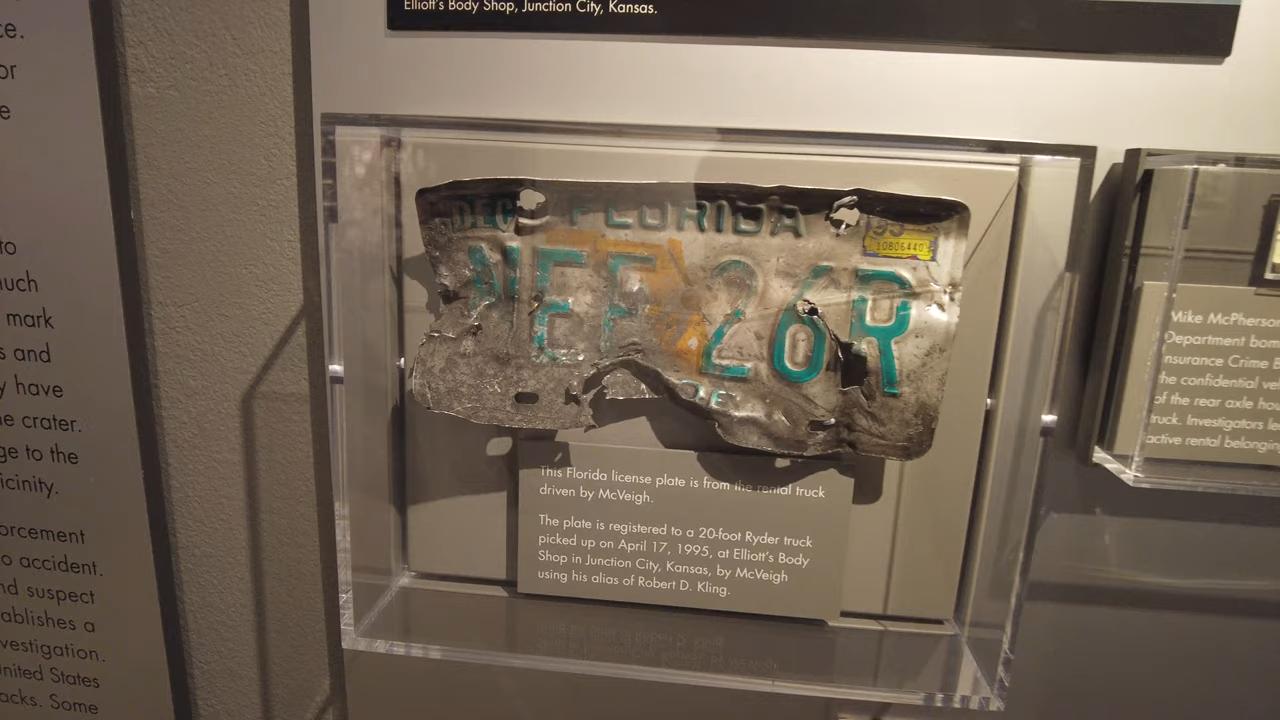 Elliott's Body Shop, Junction City, Kansas.
ce.
or
e
to
much
mark
s and
y have
e crater.
ge to the
icinity.
orcement
o accident.
nd suspect
ablishes a
vestigation.
nited States
acks. Some
DEC FLORIDA 95
10806440
NEF 26R
This Florida license plate is from the rental truck
driven by McVeigh.
The plate is registered to a 20-foot Ryder truck
picked up on April 17, 1995, at Elliott's Body
Shop in Junction City, Kansas, by McVeigh
using his alias of Robert D. Kling.
Mike McPherson
Department bom
Insurance Crime B
the confidential ve
of the rear axle hou
truck. Investigators le
active rental belonging